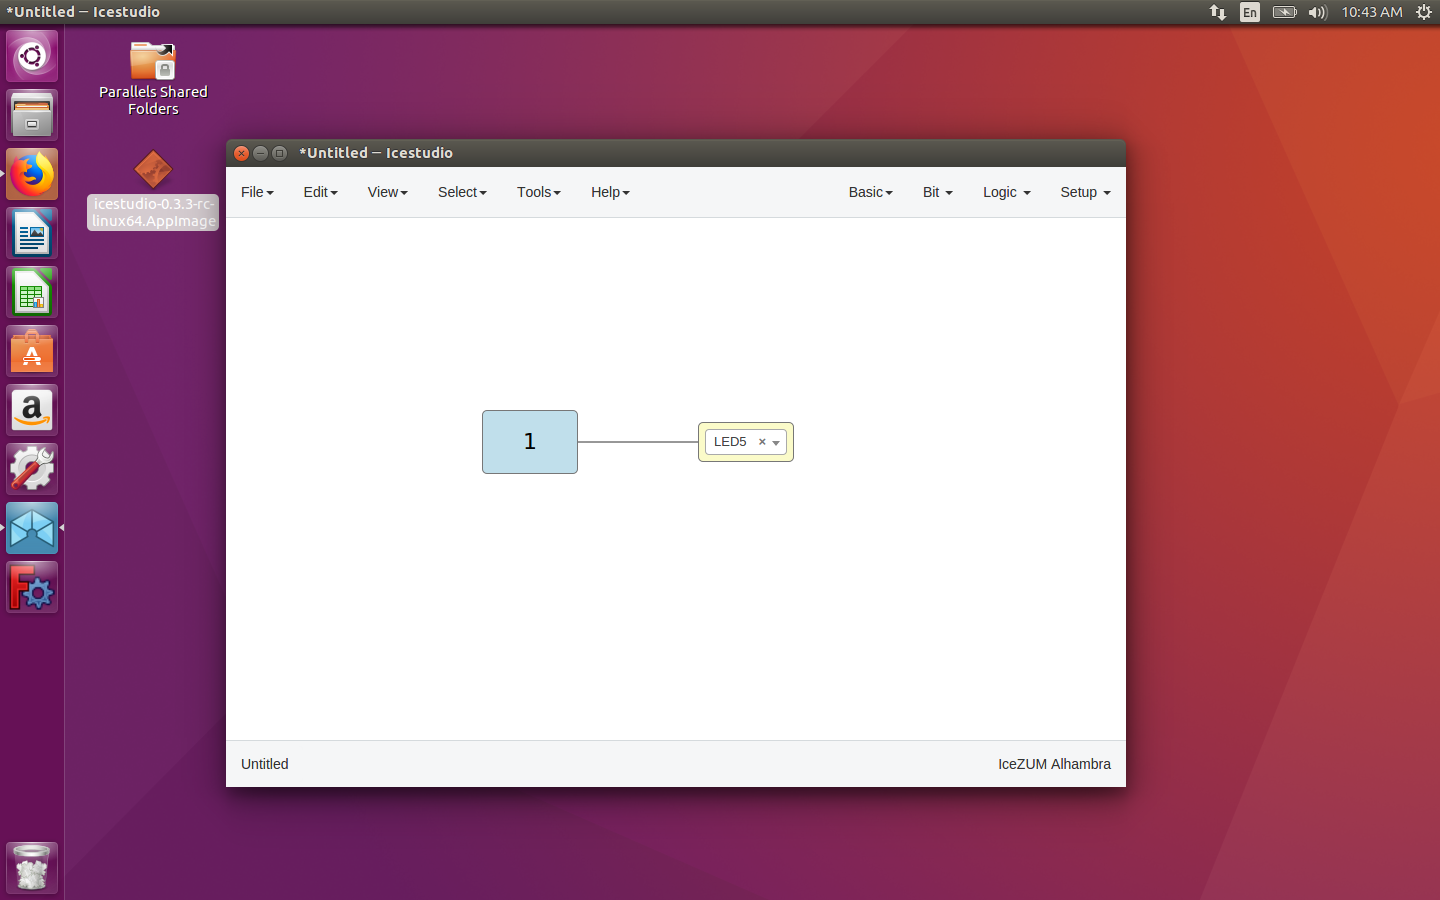 *Untitled — Icestudio
En
10:43 AM
Parallels Shared
Folders
icestudio-0.3.3-rc-
linux64.AppImage
*Untitled — Icestudio
File Edit View Select Tools Help Basic Bit Logic Setup
1
LED5 ×
Untitled
IceZUM Alhambra